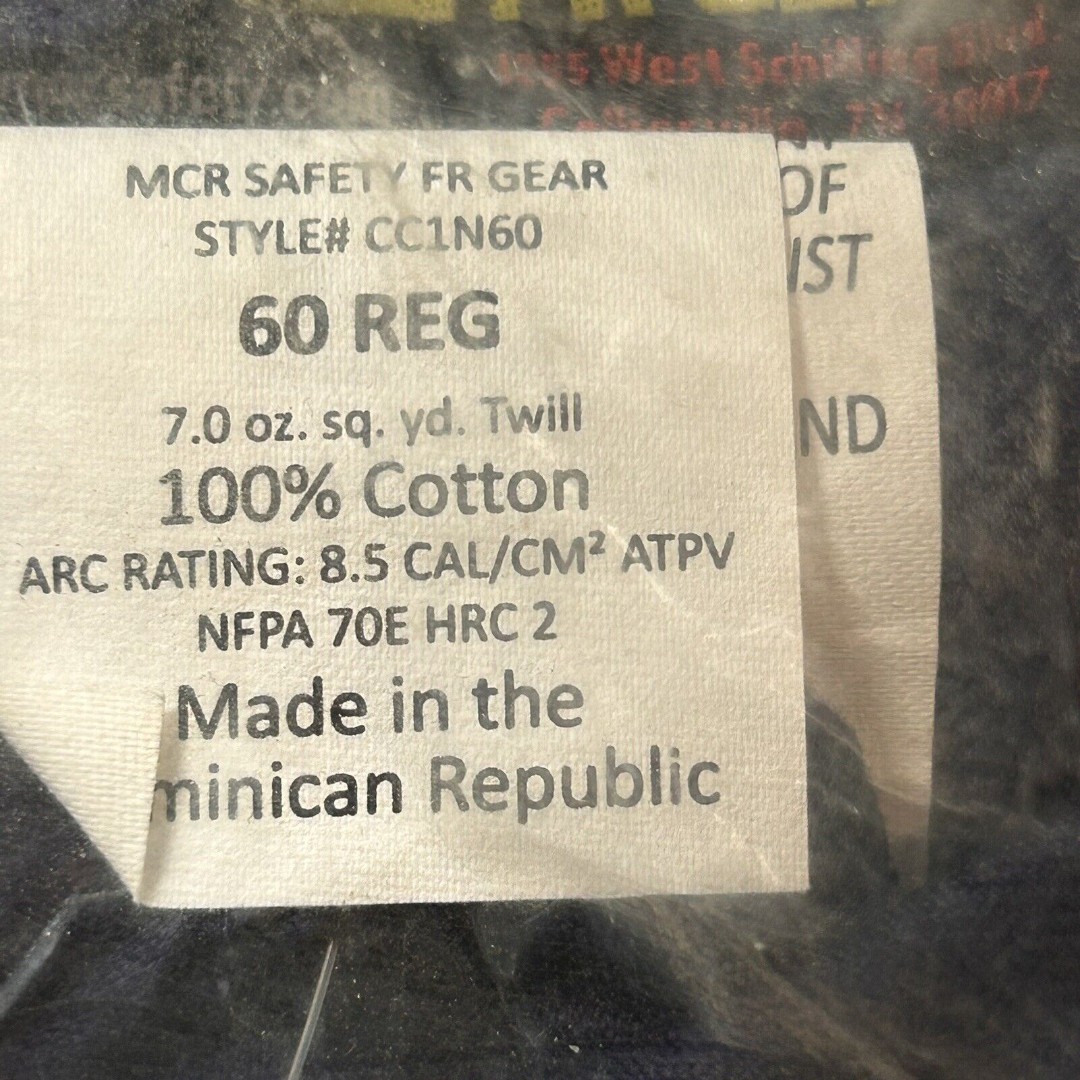 West Schilling Blvd.
TN 38017
MCR SAFETY FR GEAR
STYLE# CC1N60
60 REG
7.0 oz. sq. yd. Twill
100% Cotton
ARC RATING: 8.5 CAL/CM² ATPV
NFPA 70E HRC 2
Made in the
minican Republic
OF
IST
ND